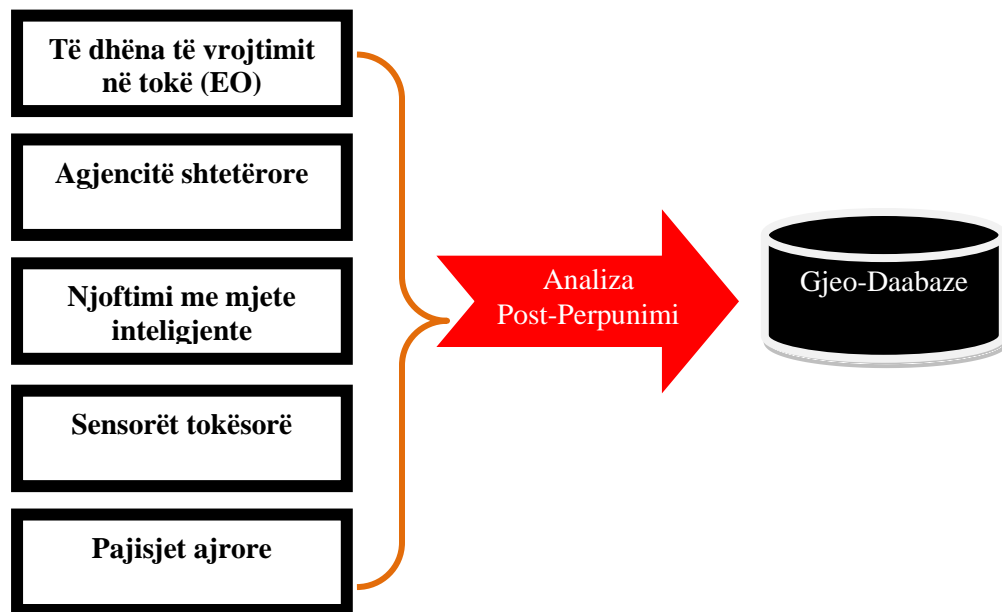 Të dhëna të vrojtimit
në tokë (EO)
Agjencitë shtetërore
Njoftimi me mjete
inteligjente
Sensorët tokësorë
Pajisjet ajrore
Analiza
Post-Perpunimi
Gjeo-Daabaze